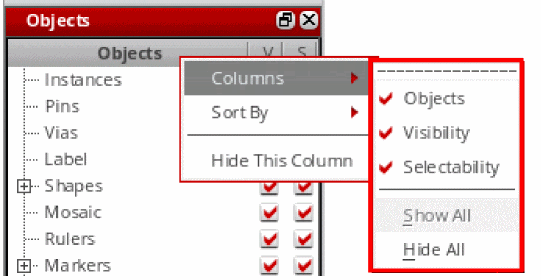 Objects
Objects V S
Instances
Pins
Vias
Label
Shapes
Mosaic
Rulers
Markers
Columns
Sort By
Hide This Column
Objects
Visibility
Selectability
Show All
Hide All